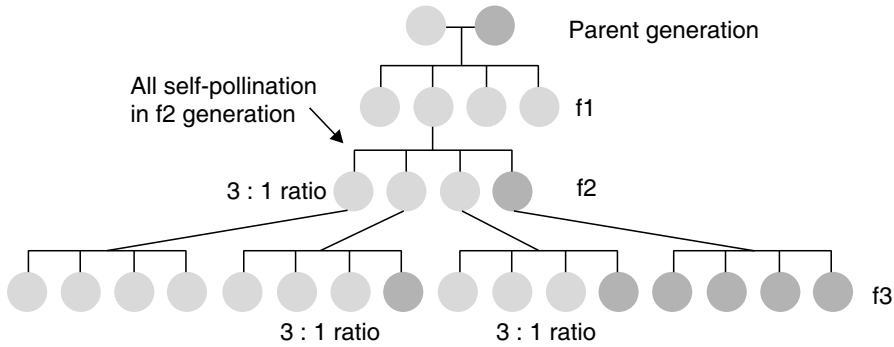 Parent generation
All self-pollination
in f2 generation
f1
3 : 1 ratio
f2
f3
3 : 1 ratio
3 : 1 ratio